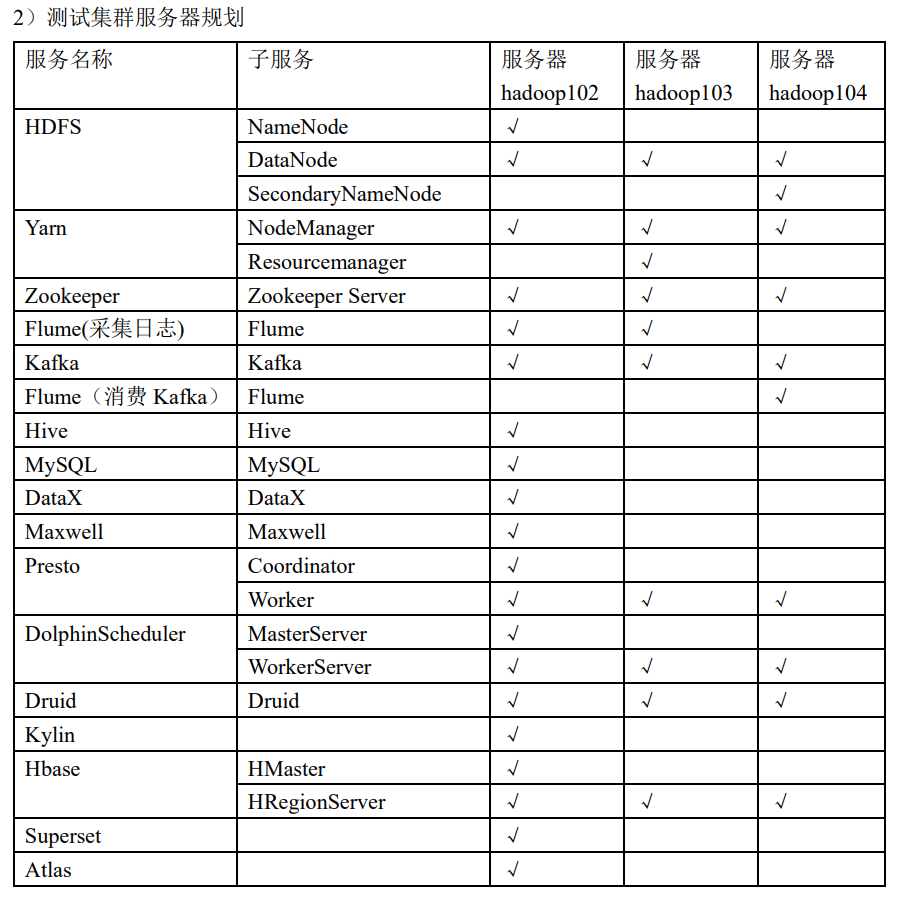 2）测试集群服务器规划
服务名称 子服务 服务器 服务器 服务器
hadoop102 hadoop103 hadoop104
HDFS NameNode √
DataNode √ √ √
SecondaryNameNode √
Yarn NodeManager √ √ √
Resourcemanager √
Zookeeper Zookeeper Server √ √ √
Flume(采集日志) Flume √ √
Kafka Kafka √ √ √
Flume（消费 Kafka） Flume √
Hive Hive √
MySQL MySQL √
DataX DataX √
Maxwell Maxwell √
Presto Coordinator √
Worker √ √ √
DolphinScheduler MasterServer √
WorkerServer √ √ √
Druid Druid √ √ √
Kylin √
Hbase HMaster √
HRegionServer √ √ √
Superset √
Atlas √